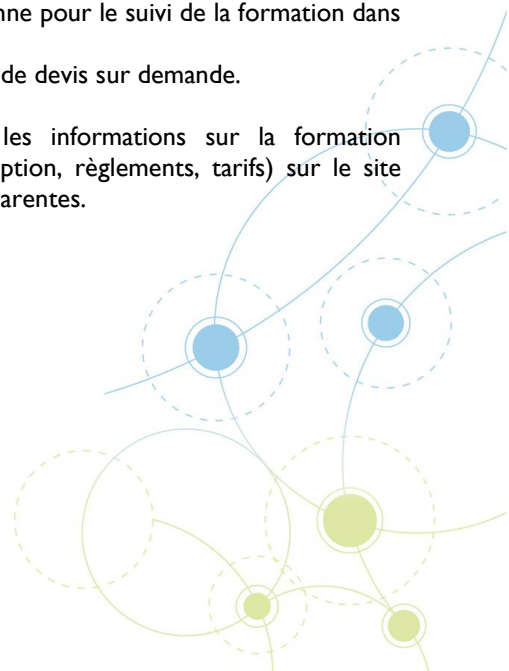 nne pour le suivi de la formation dans
de devis sur demande.
les informations sur la formation
ption, règlements, tarifs) sur le site
arentes.